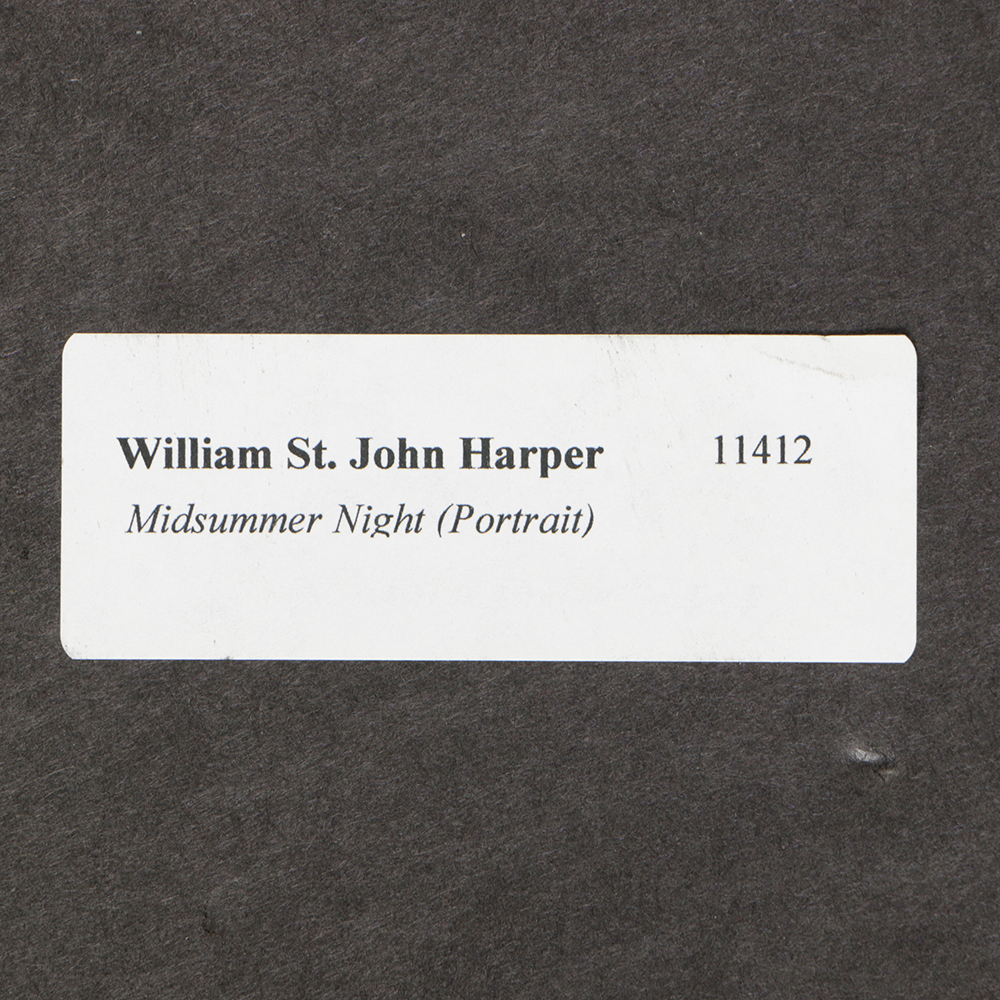 William St. John Harper 11412
Midsummer Night (Portrait)